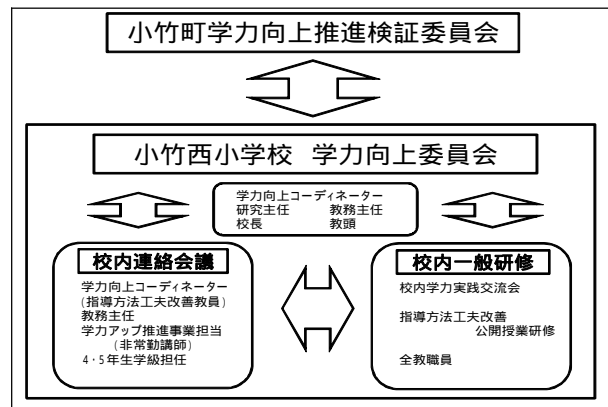 小竹町学力向上推進検証委員会
小竹西小学校 学力向上委員会
学力向上コーディネーター
研究主任 教務主任
校長 教頭
校内連絡会議
学力向上コーディネーター
(指導方法工夫改善教員)
教務主任
学力アップ推進事業担当
(非常勤講師)
4・5年生学級担任
校内一般研修
校内学力実践交流会
指導方法工夫改善
公開授業研修
全教職員